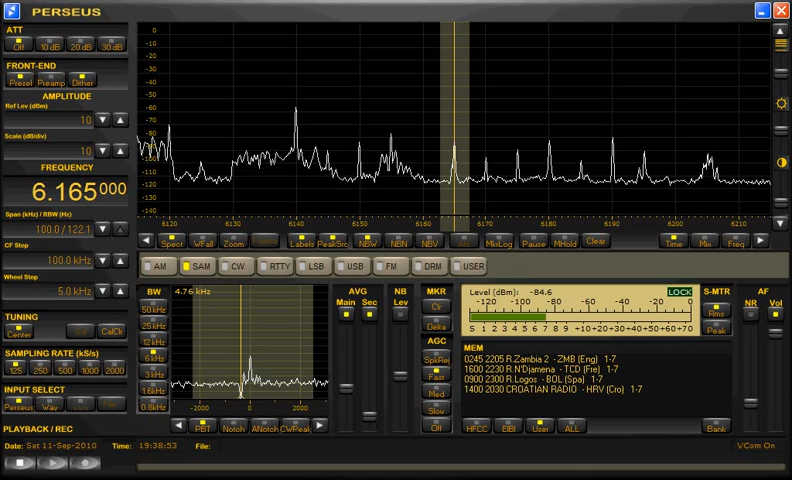 PERSEUS
ATT
Off 10 dB 20 dB 30 dB
FRONT-END
Presel Preamp Dither
AMPLITUDE
Ref Lev (dBm)
10
Scale (dB/div)
10
FREQUENCY
6.165000
Span (kHz) / RBW (Hz)
100.0 / 122.1
CF Step
100.0 kHz
Wheel Step
5.0 kHz
TUNING
Center CalClr
SAMPLING RATE (kS/s)
125 250 500 1000 2000
INPUT SELECT
Perseus Wav
0
-10
-20
-30
-40
-50
-60
-70
-80
-90
-100
-110
-120
-130
-140
6120 6130 6140 6150 6160 6170 6180 6190 6200 6210
Spect WFall Zoom Labels PeakSrc NBW NBN NBV MkrLog Pause MHold Clear Time Mix Freq
AM SAM CW RTTY LSB USB FM DRM USER
BW
50 kHz
25 kHz
12 kHz
6 kHz
3 kHz
1.6 kHz
0.8 kHz
4.76 kHz
-2000 0 2000
PBT Notch ANotch CWPeak
AVG
Main Sec
NB
Lev
MKR
Clr
Delta
AGC
SpkRej
Fast
Med
Slow
Off
Level (dBm): -84.6 LOCK
-120 -100 -80 -60 -40 -20 0
S 1 2 3 4 5 6 7 8 9 +10 +20 +30 +40 +50 +60 +70
S-MTR
Rms
Peak
AF
NR Vol
MEM
0245 2205 R.Zambia 2 - ZMB (Eng) 1-7
1600 2230 R.N'Djamena - TCD (Fre) 1-7
0900 2300 R.Logos - BOL (Spa) 1-7
1400 2030 CROATIAN RADIO - HRV (Cro) 1-7
HFCC EIBI User ALL Bank
PLAYBACK / REC
Date: Sat 11-Sep-2010 Time: 19:38:53 File: VCom On